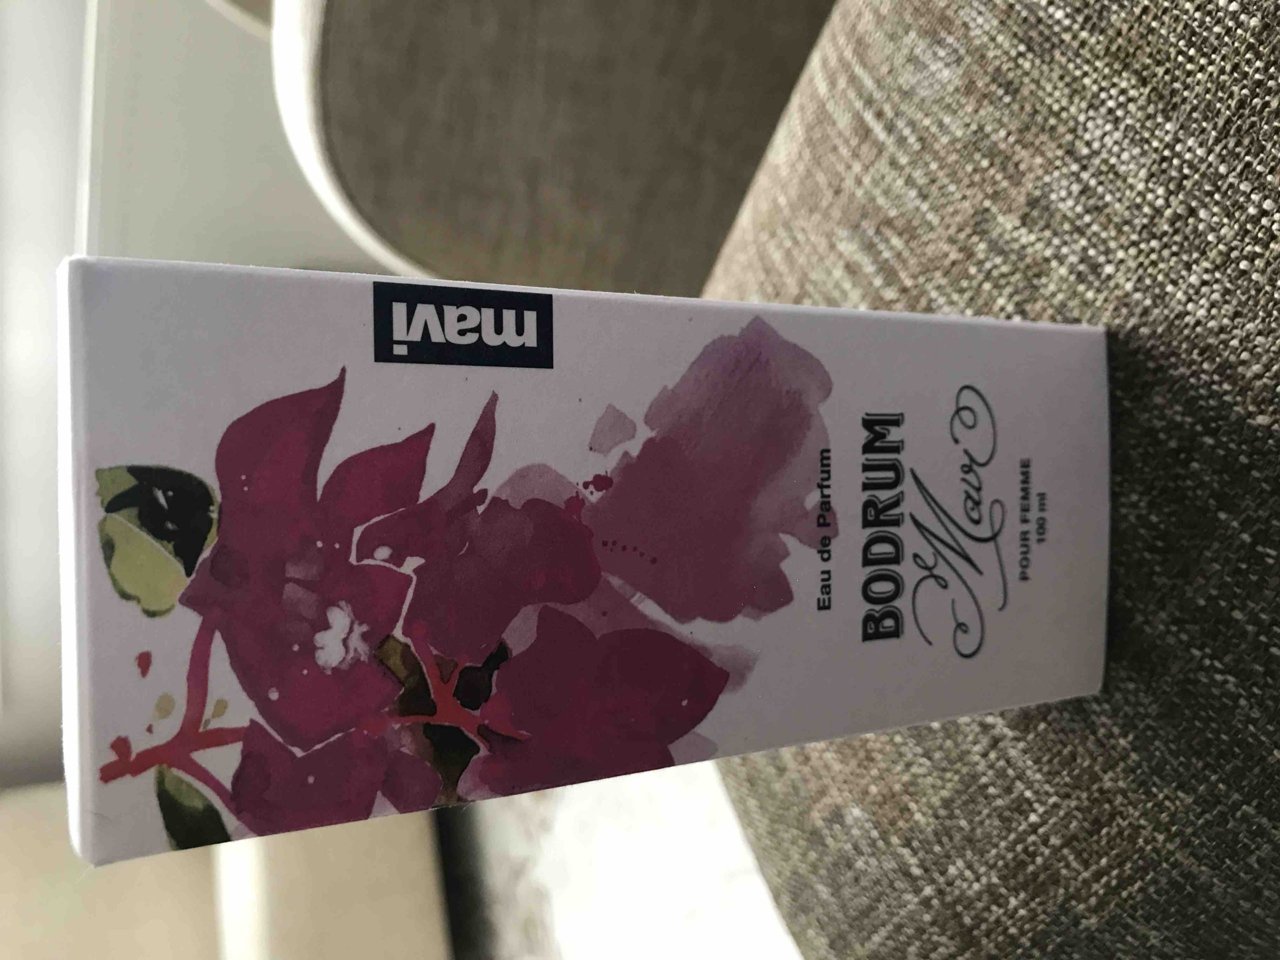 mavi
Eau de Parfum
BODRUM
Mavi
POUR FEMME
100 ml